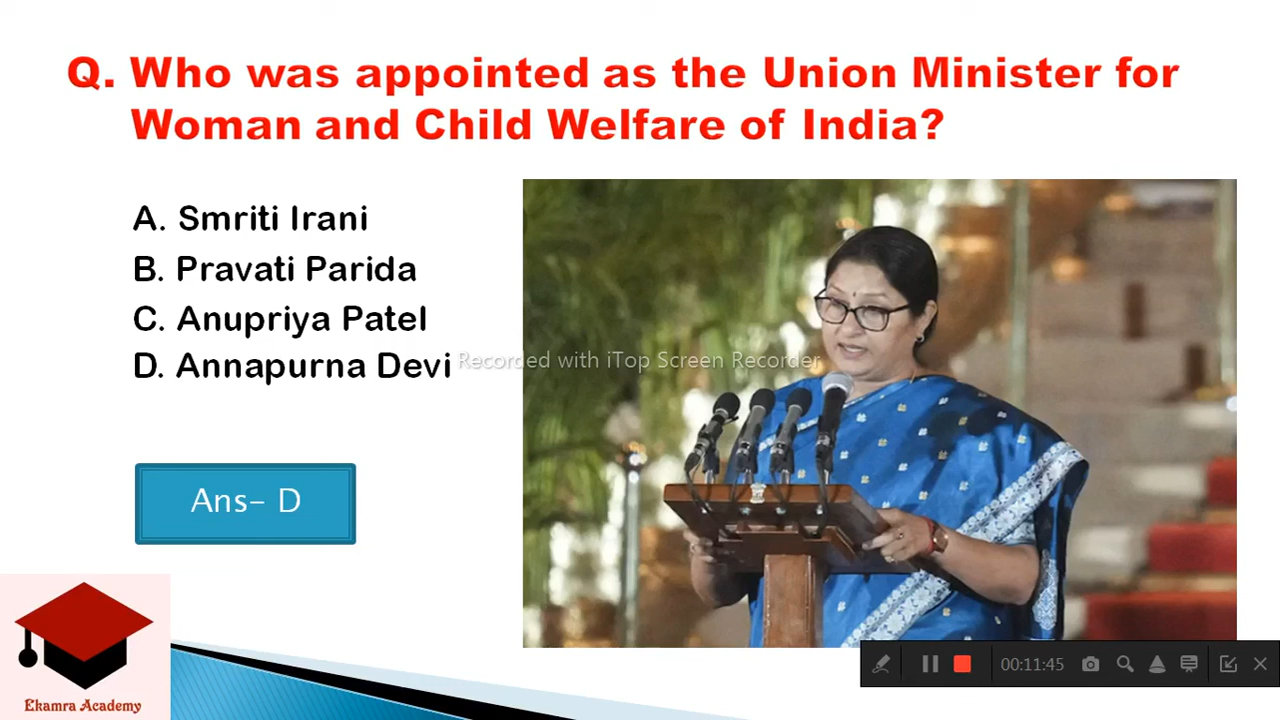 Q. Who was appointed as the Union Minister for
Woman and Child Welfare of India?
A. Smriti Irani
B. Pravati Parida
C. Anupriya Patel
D. Annapurna Devi
Recorded with iTop Screen Recorder
Ans- D
Ekamra Academy
00:11:45